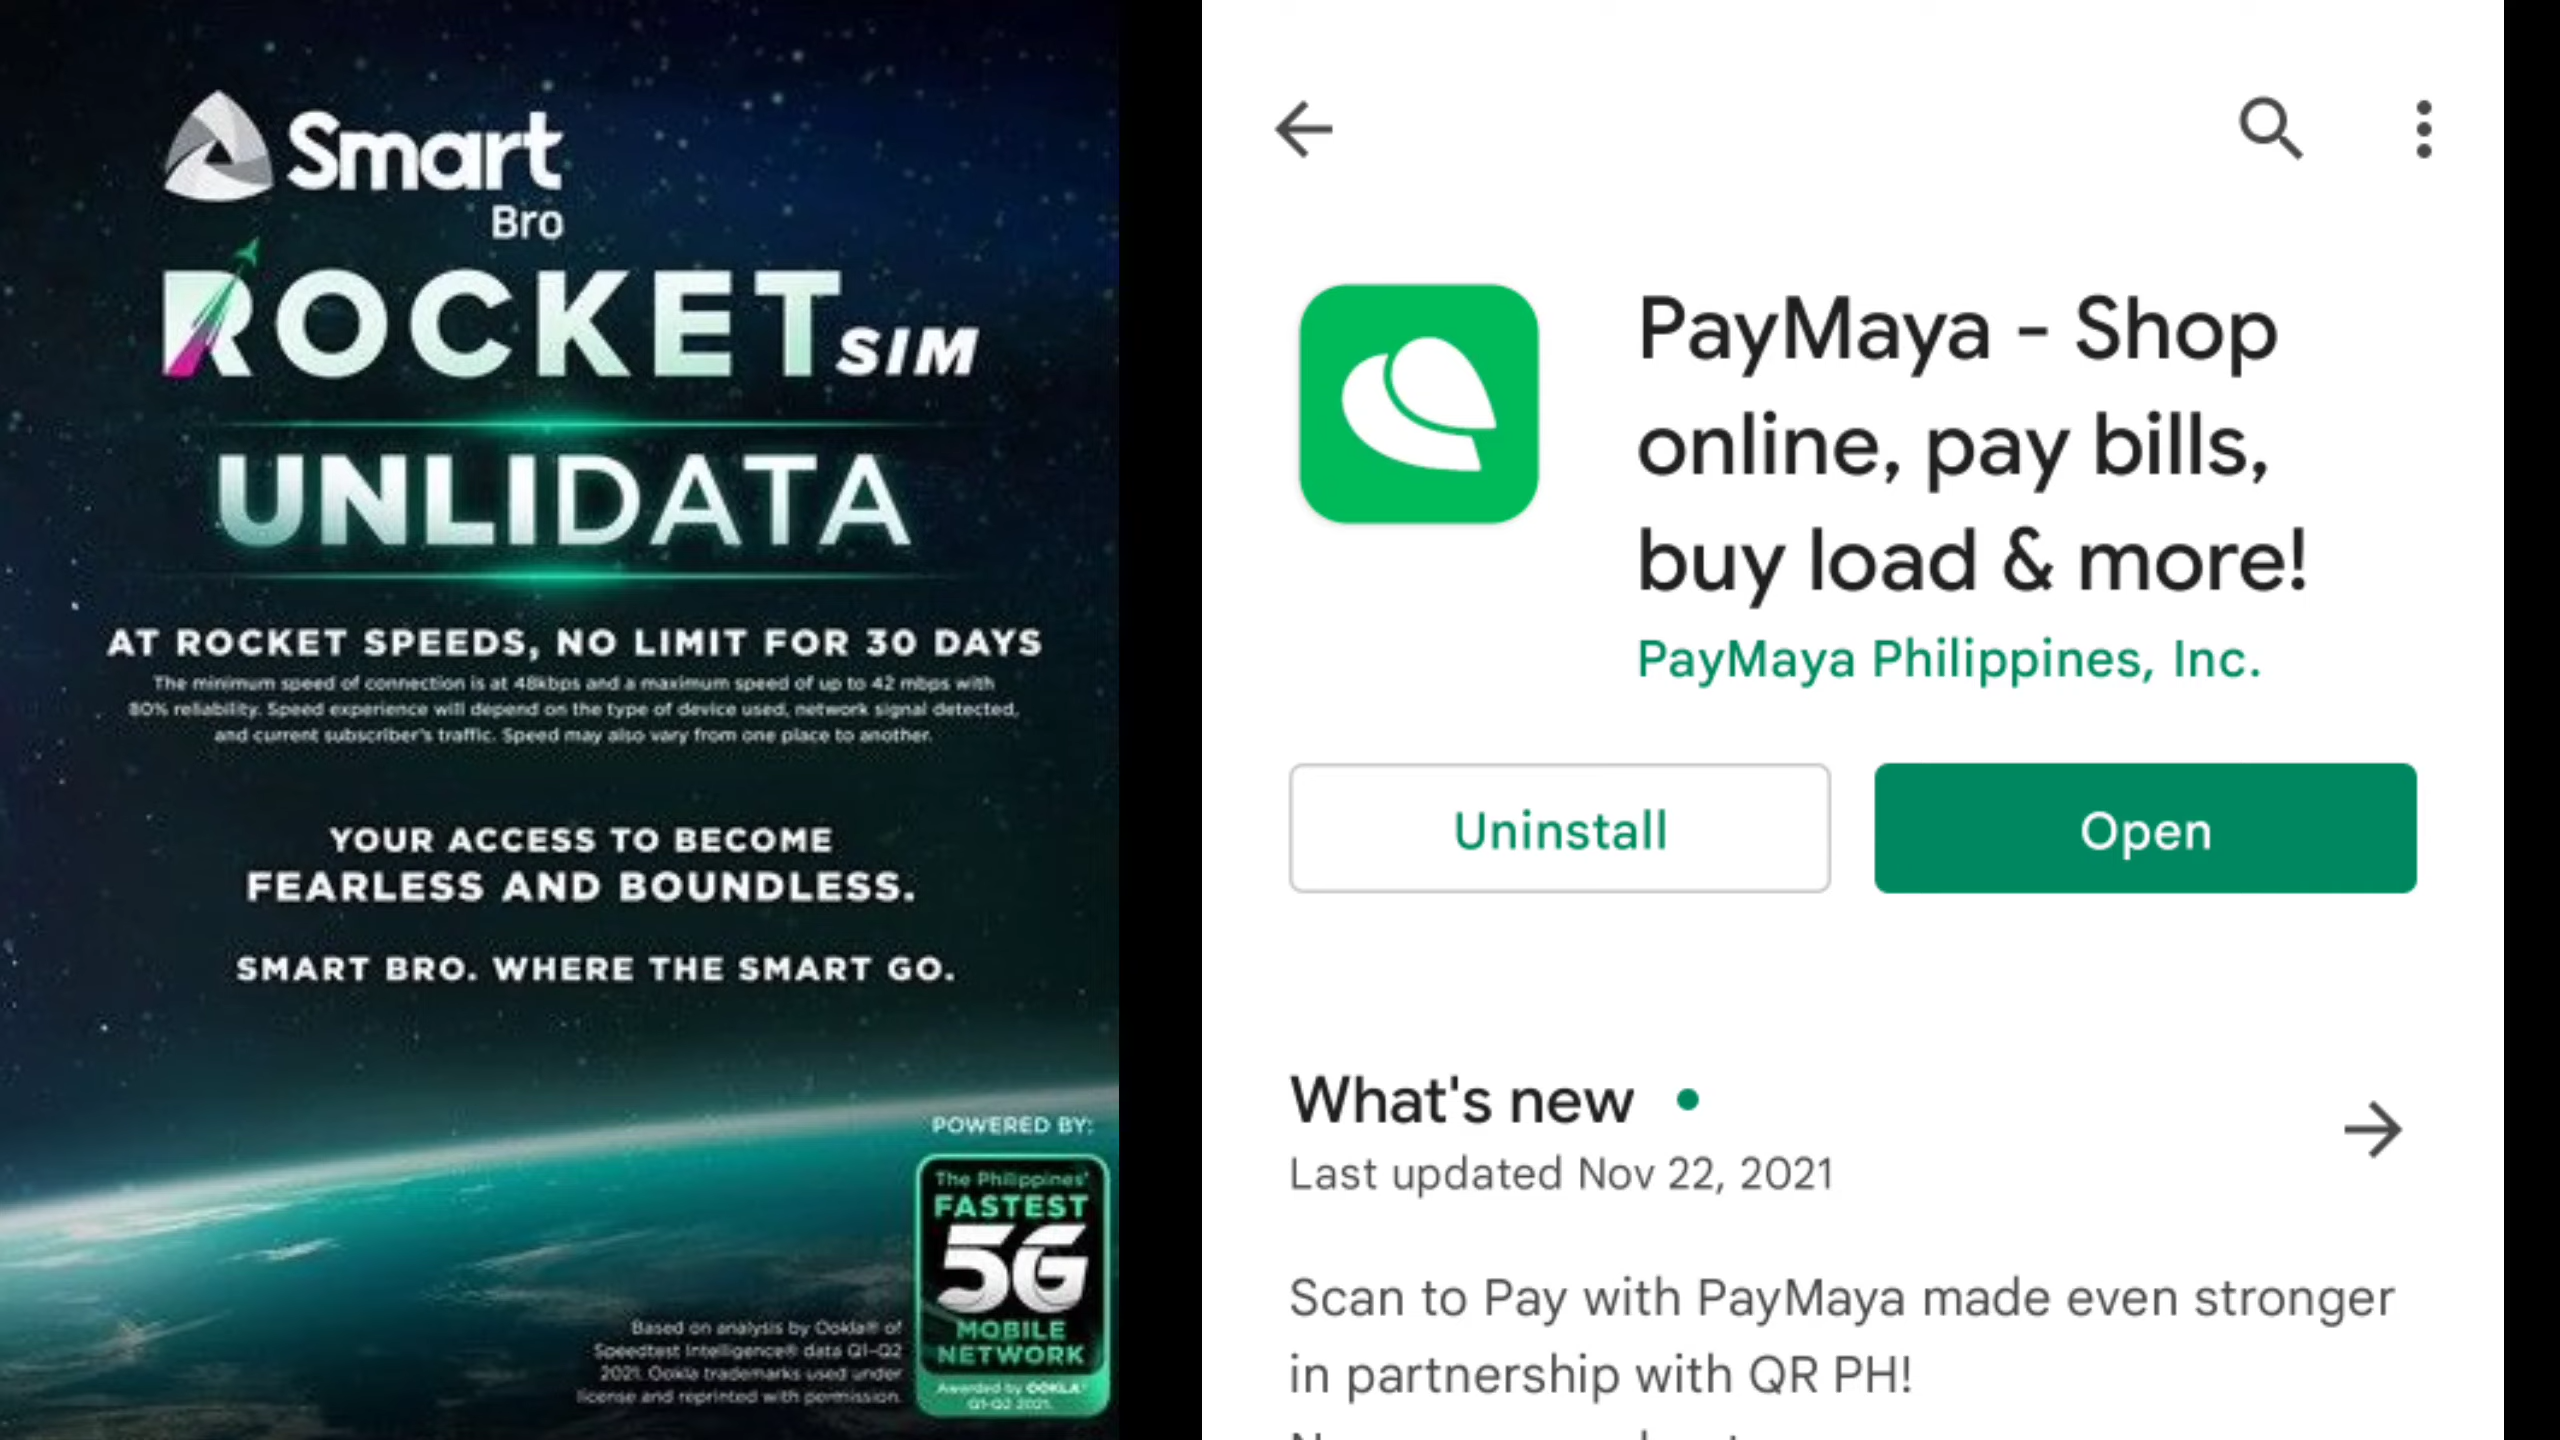 Smart
Bro
ROCKET SIM
UNLIDATA
AT ROCKET SPEEDS, NO LIMIT FOR 30 DAYS
The minimum speed of connection is at 48kbps and a maximum speed of up to 42 mbps with
80% reliability. Speed experience will depend on the type of device used, network signal detected,
and current subscriber's traffic. Speed may also vary from one place to another.
YOUR ACCESS TO BECOME
FEARLESS AND BOUNDLESS.
SMART BRO. WHERE THE SMART GO.
POWERED BY:
The Philippines'
FASTEST
5G
MOBILE
NETWORK
Awarded by OOKLA®
Q1-Q2 2021.
Based on analysis by Ookla® of
Speedtest Intelligence® data Q1-Q2
2021. Ookla trademarks used under
license and reprinted with permission.
PayMaya - Shop
online, pay bills,
buy load & more!
PayMaya Philippines, Inc.
Uninstall
Open
What's new
Last updated Nov 22, 2021
Scan to Pay with PayMaya made even stronger
in partnership with QR PH!